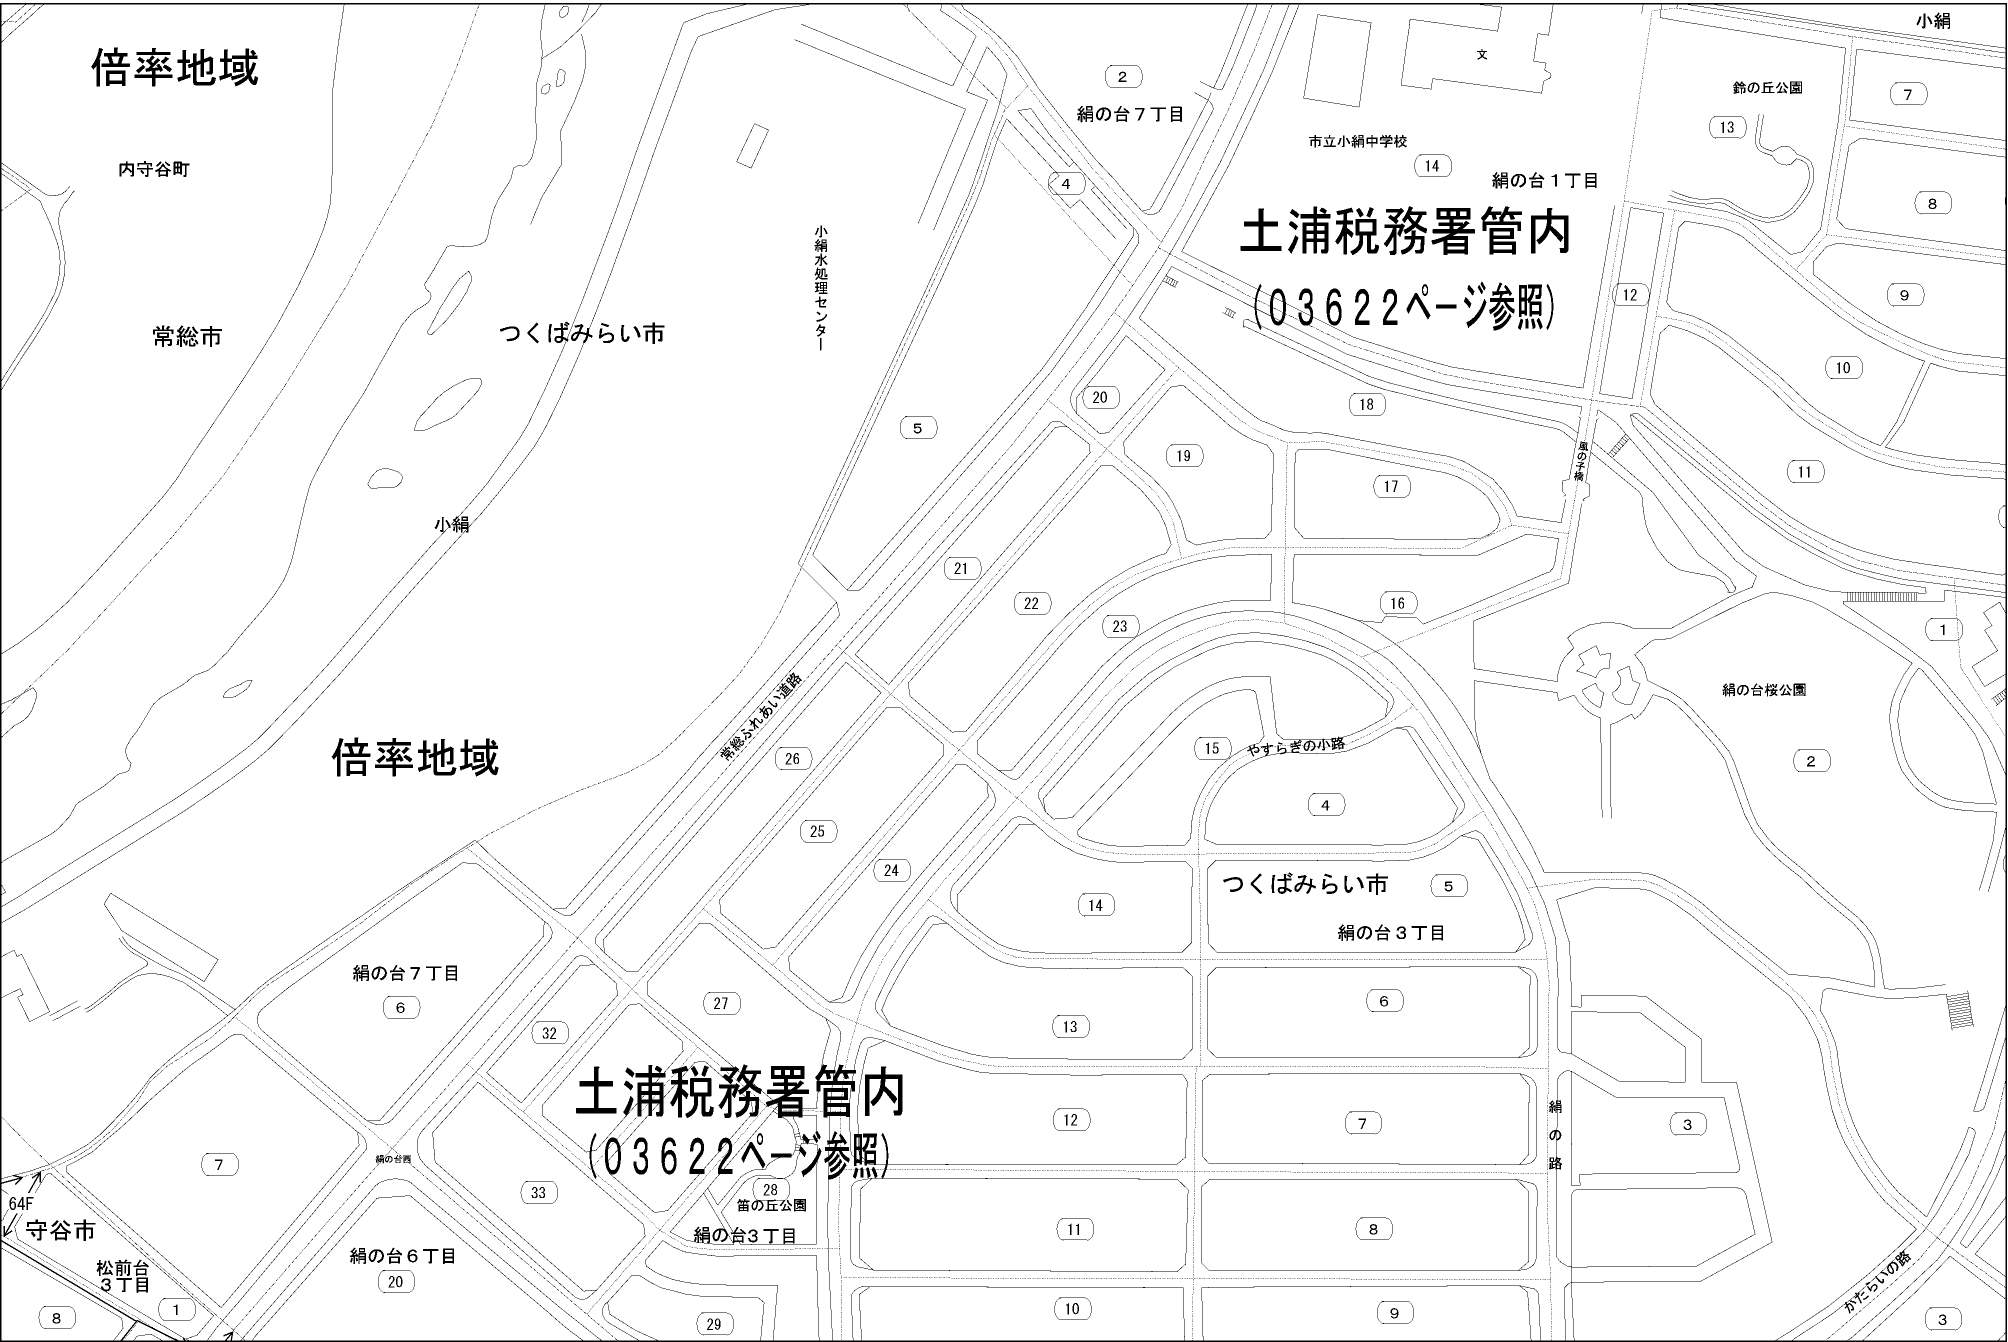 小絹
倍率地域
文
2
鈴の丘公園
7
絹の台7丁目
13
市立小絹中学校
14
内守谷町
4
絹の台1丁目
8
土浦税務署管内
(03622ページ参照)
12
9
小絹水処理センター
常総市
つくばみらい市
10
20
18
5
19
風の子橋
11
17
小絹
21
22
16
23
1
絹の台桜公園
常総ふれあい道路
15
やすらぎの小路
倍率地域
26
2
4
25
24
つくばみらい市
5
14
絹の台3丁目
絹の台7丁目
6
27
6
32
13
土浦税務署管内
(03622ページ参照)
12
7
絹の路
3
絹の台西
7
33
28
笛の丘公園
64F
守谷市
絹の台3丁目
11
8
絹の台6丁目
20
松前台
3丁目
かたらいの路
1
8
29
10
9
3